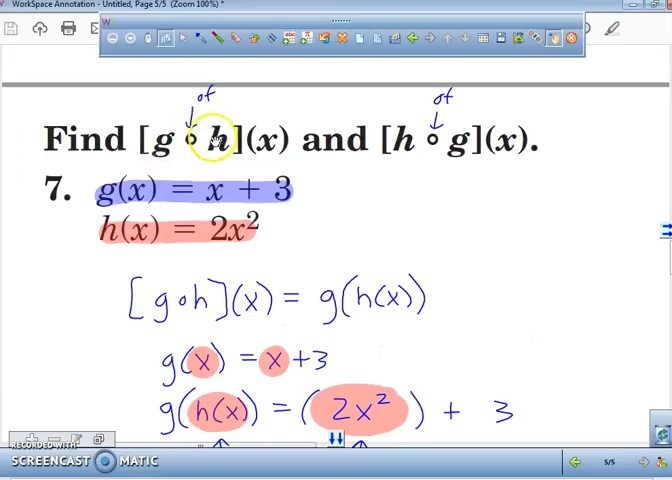 WorkSpace Annotation - Untitled, Page 5/5 (Zoom 100%) *
of
of
Find [g ∘ h](x) and [h ∘ g](x).
7. g(x) = x + 3
h(x) = 2x²
[g∘h](x) = g(h(x))
g(x) = x + 3
g(h(x)) = (2x²) + 3
RECORDED WITH
SCREENCAST MATIC
5/5